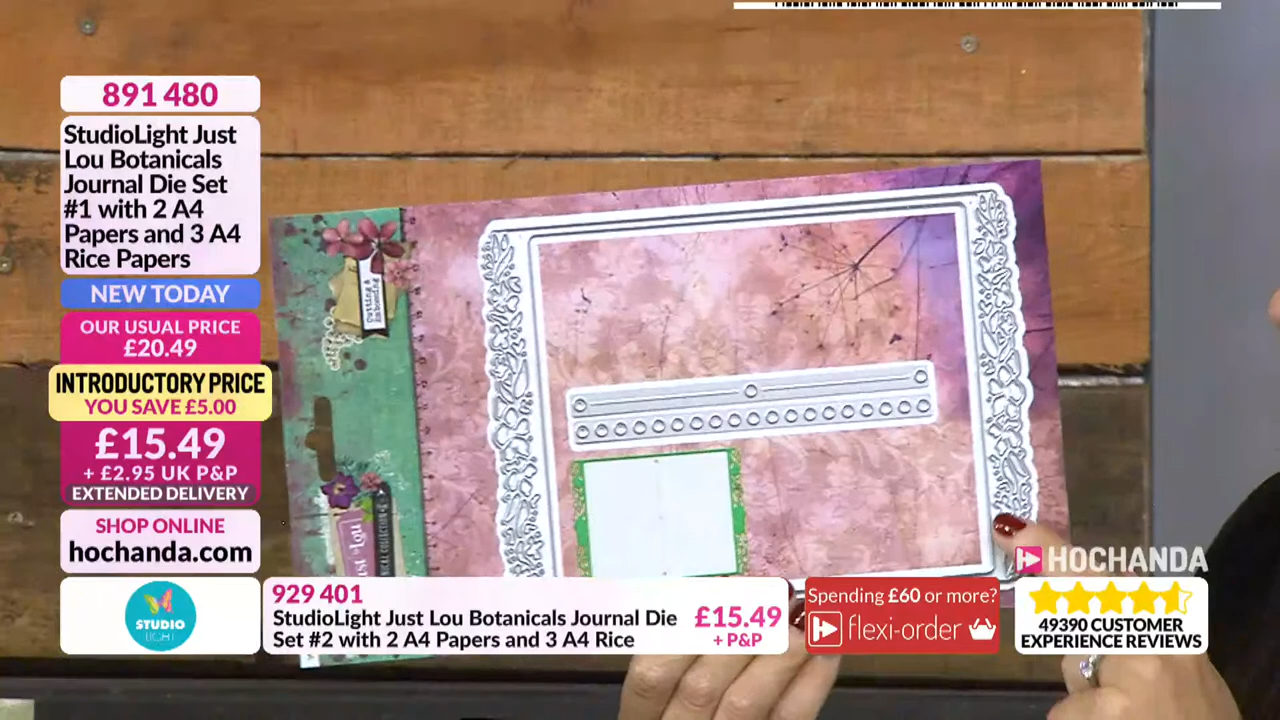 891 480
StudioLight Just
Lou Botanicals
Journal Die Set
#1 with 2 A4
Papers and 3 A4
Rice Papers
NEW TODAY
OUR USUAL PRICE
£20.49
INTRODUCTORY PRICE
YOU SAVE £5.00
£15.49
+ £2.95 UK P&P
EXTENDED DELIVERY
SHOP ONLINE
hochanda.com
STUDIO
LIGHT
929 401
StudioLight Just Lou Botanicals Journal Die
Set #2 with 2 A4 Papers and 3 A4 Rice
£15.49
+ P&P
Spending £60 or more?
flexi-order
HOCHANDA
49390 CUSTOMER
EXPERIENCE REVIEWS
Cutting &
Embossing